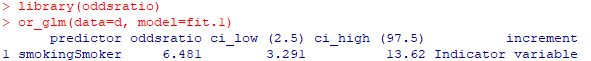 > library(oddsratio)
> or_glm(data=d, model=fit.1)
predictor oddsratio ci_low (2.5) ci_high (97.5) increment
1 smokingSmoker 6.481 3.291 13.62 Indicator variable